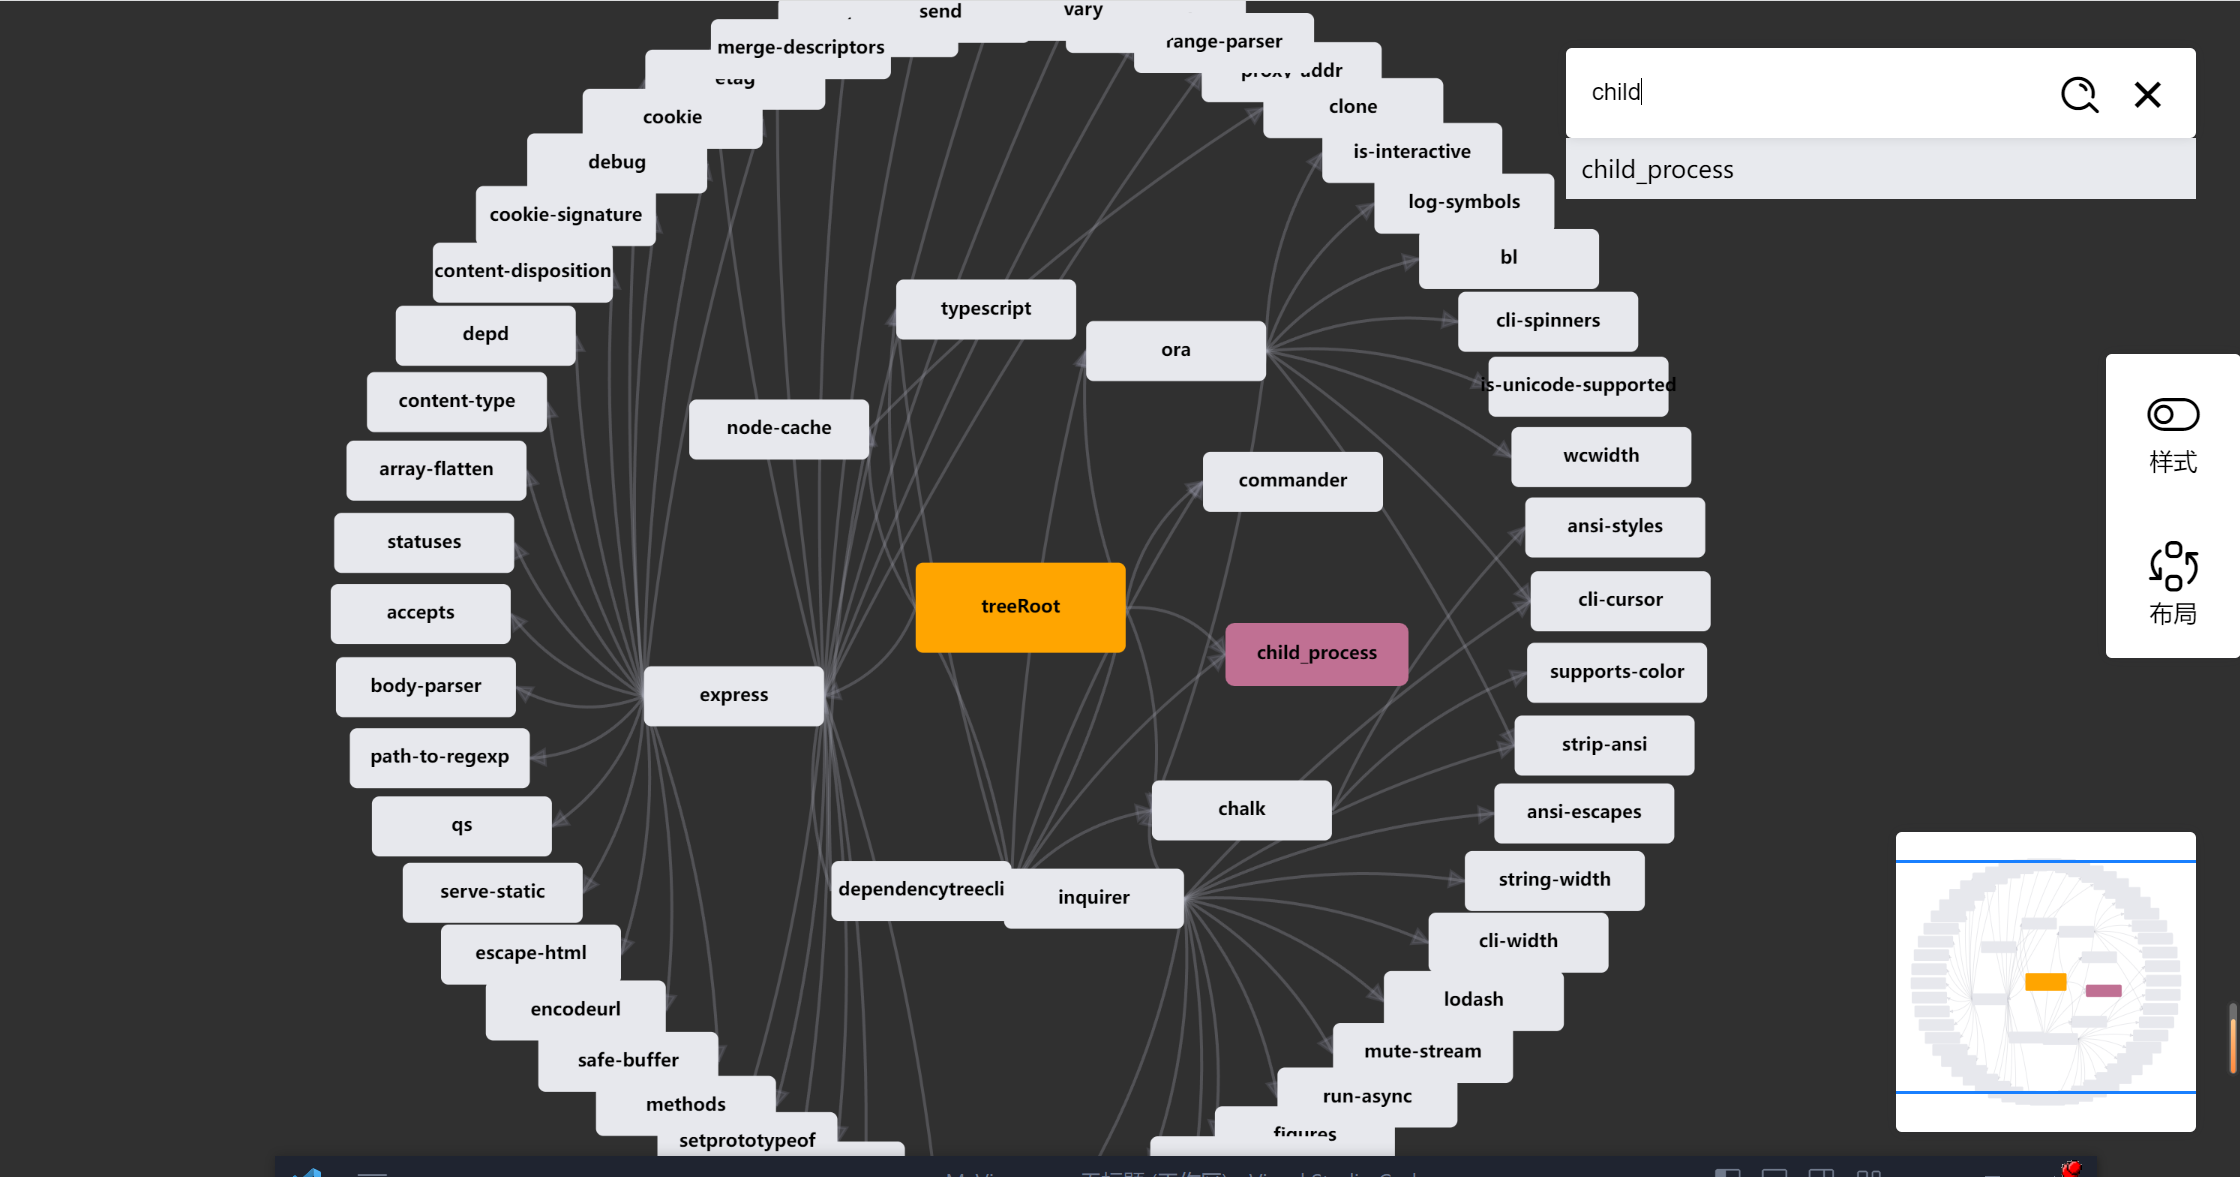 send
vary
merge-descriptors
range-parser
etag
proxy-addr
cookie
clone
debug
is-interactive
cookie-signature
log-symbols
content-disposition
bl
depd
typescript
cli-spinners
ora
content-type
is-unicode-supported
node-cache
array-flatten
wcwidth
commander
statuses
ansi-styles
accepts
treeRoot
cli-cursor
body-parser
child_process
supports-color
express
path-to-regexp
strip-ansi
qs
chalk
ansi-escapes
serve-static
dependencytreecli
inquirer
string-width
escape-html
cli-width
encodeurl
lodash
safe-buffer
mute-stream
methods
run-async
setprototypeof
figures
child
child_process
样式
布局